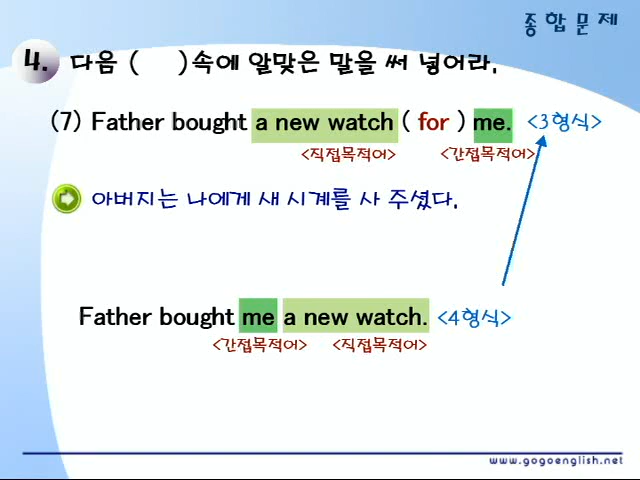 종합문제
4. 다음 (    )속에 알맞은 말을 써 넣어라.
(7) Father bought a new watch ( for ) me. <3형식>
<직접목적어> <간접목적어>
아버지는 나에게 새 시계를 사 주셨다.
Father bought me a new watch. <4형식>
<간접목적어> <직접목적어>
www.gogoenglish.net